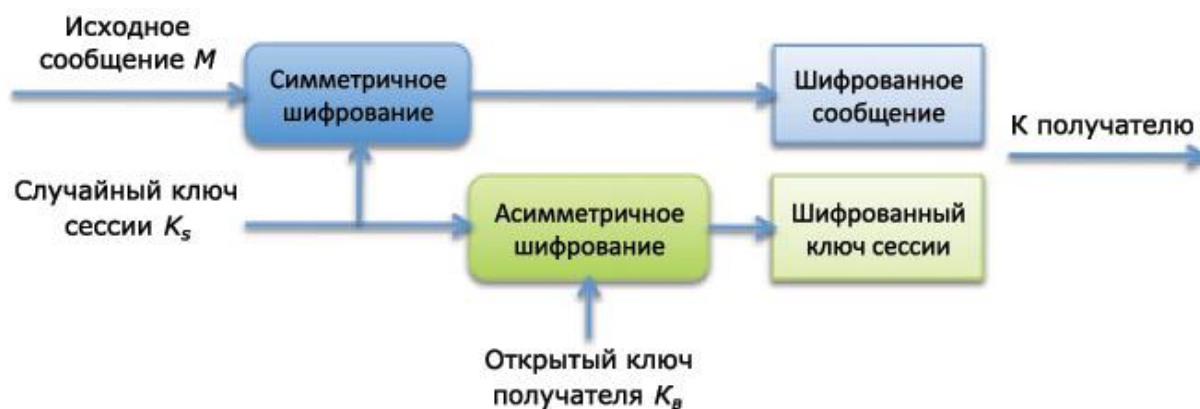 Исходное
сообщение M
Симметричное
шифрование
Шифрованное
сообщение
К получателю
Случайный ключ
сессии Ks
Асимметричное
шифрование
Шифрованный
ключ сессии
Открытый ключ
получателя Kв